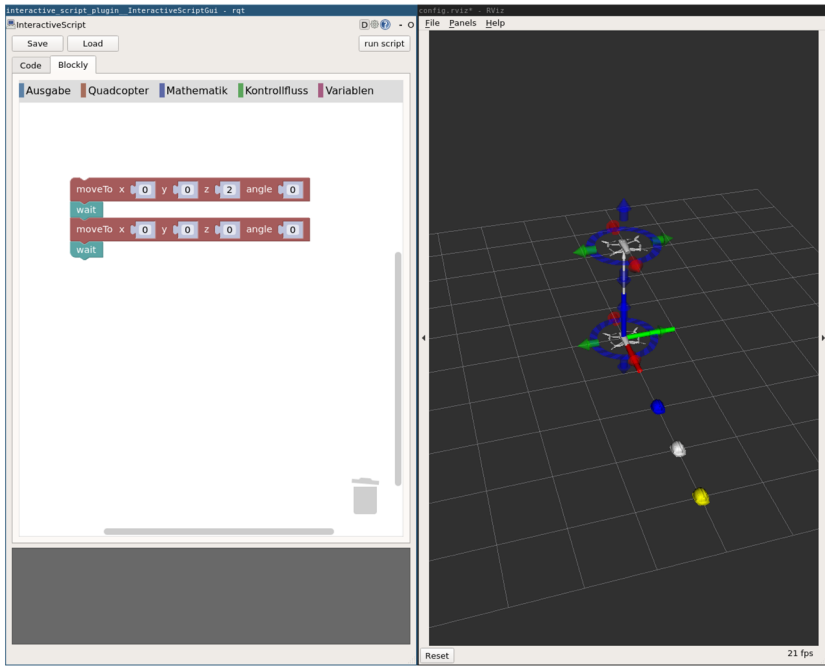 interactive_script_plugin__InteractiveScriptGui - rqt
InteractiveScript
D
?
- O
Save
Load
run script
Code
Blockly
Ausgabe
Quadcopter
Mathematik
Kontrollfluss
Variablen
moveTo x 0 y 0 z 2 angle 0
wait
moveTo x 0 y 0 z 0 angle 0
wait
config.rviz* - RViz
File Panels Help
Reset
21 fps